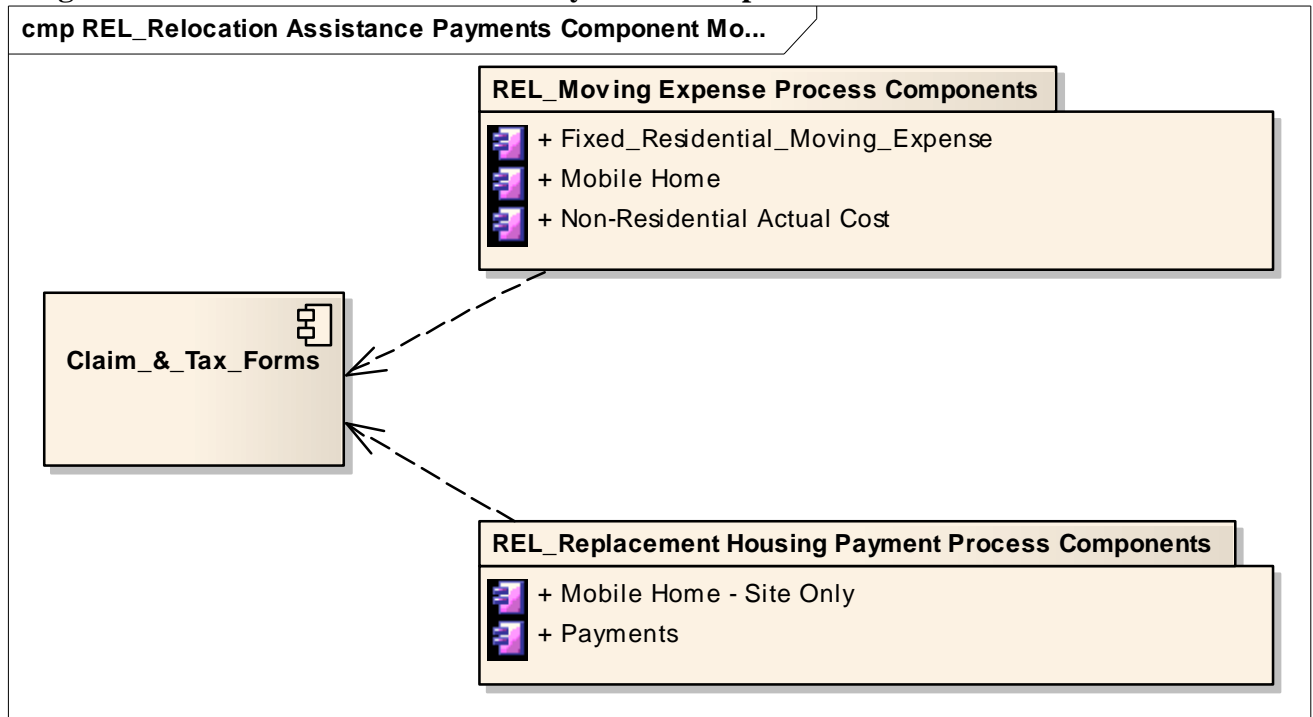 cmp REL_Relocation Assistance Payments Component Mo...
REL_Moving Expense Process Components
+ Fixed_Residential_Moving_Expense
+ Mobile Home
+ Non-Residential Actual Cost
Claim_&_Tax_Forms
REL_Replacement Housing Payment Process Components
+ Mobile Home - Site Only
+ Payments